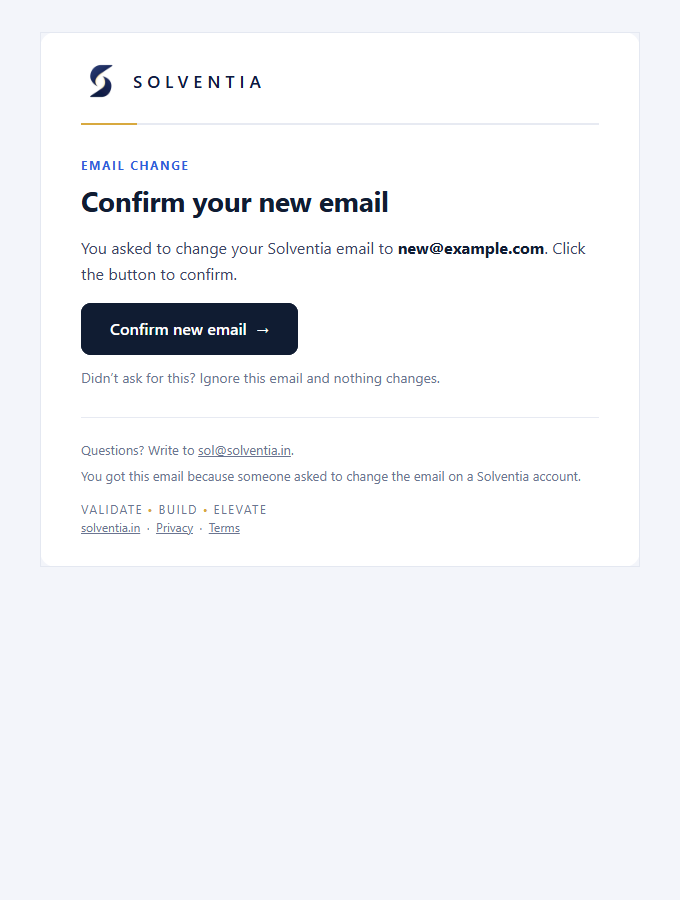 SOLVENTIA
EMAIL CHANGE
Confirm your new email
You asked to change your Solventia email to new@example.com. Click
the button to confirm.
Confirm new email →
Didn’t ask for this? Ignore this email and nothing changes.
Questions? Write to sol@solventia.in.
You got this email because someone asked to change the email on a Solventia account.
VALIDATE • BUILD • ELEVATE
solventia.in · Privacy · Terms